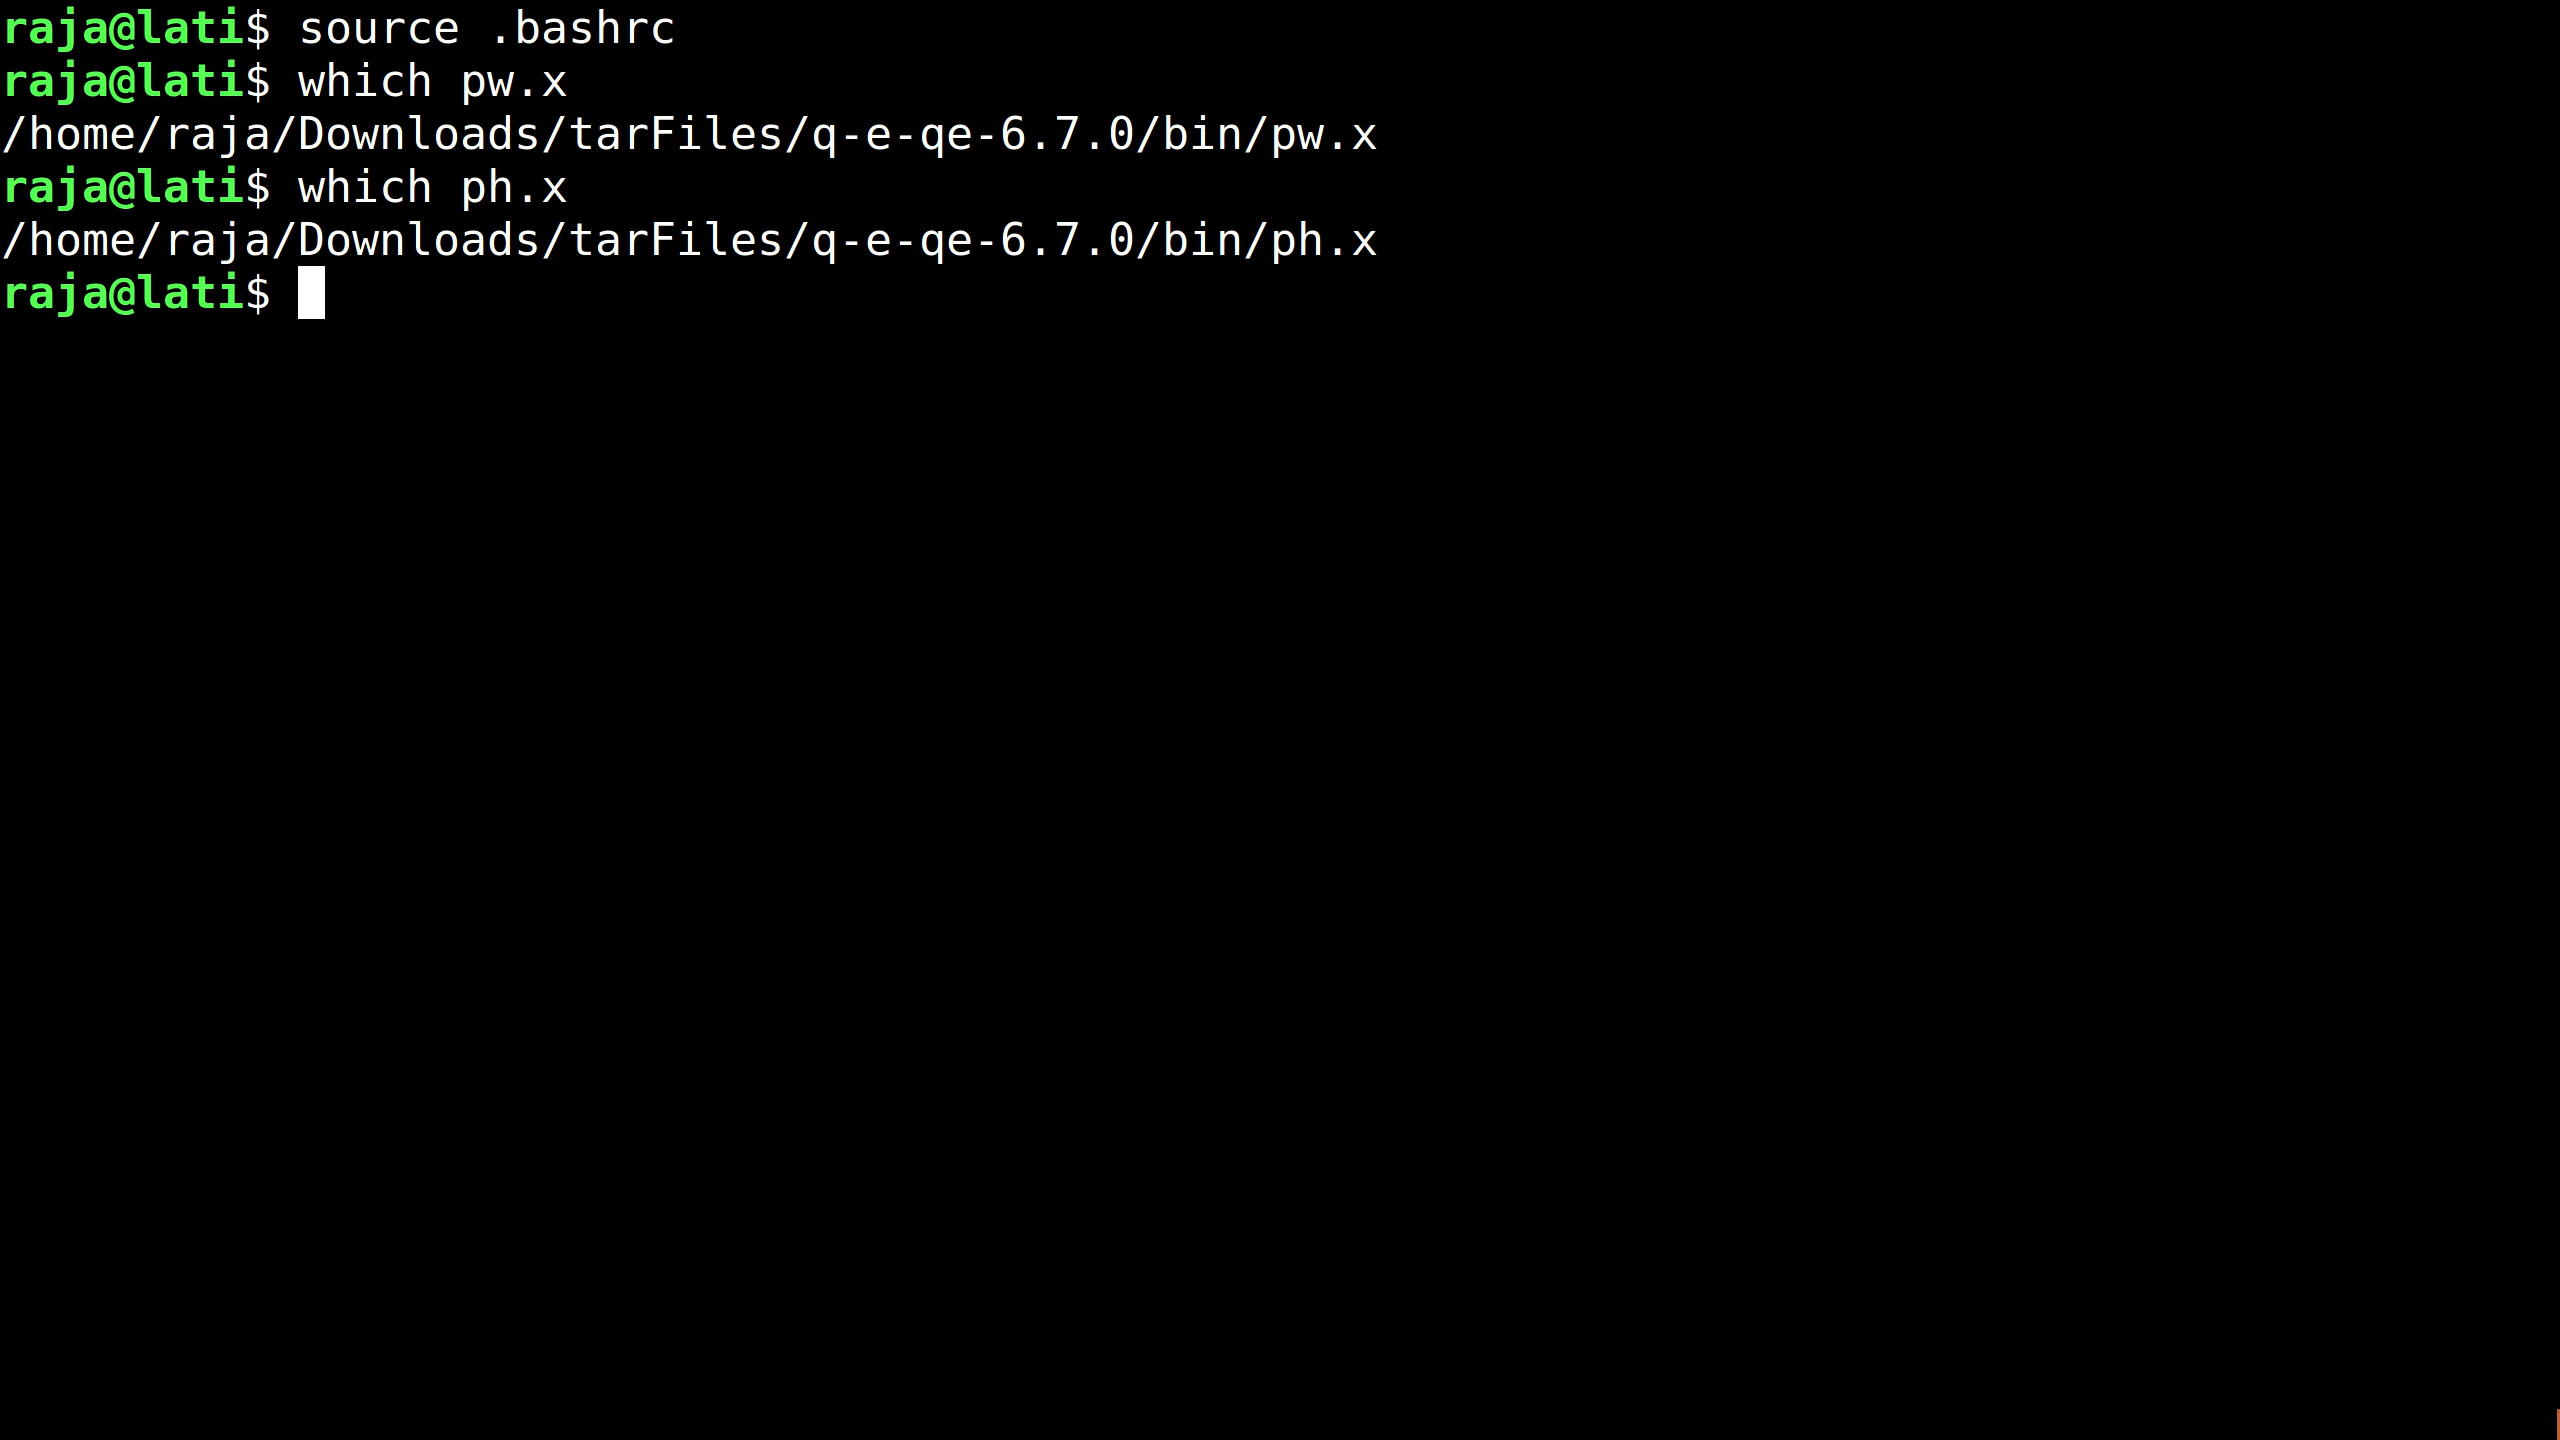 raja@lati$ source .bashrc
raja@lati$ which pw.x
/home/raja/Downloads/tarFiles/q-e-qe-6.7.0/bin/pw.x
raja@lati$ which ph.x
/home/raja/Downloads/tarFiles/q-e-qe-6.7.0/bin/ph.x
raja@lati$